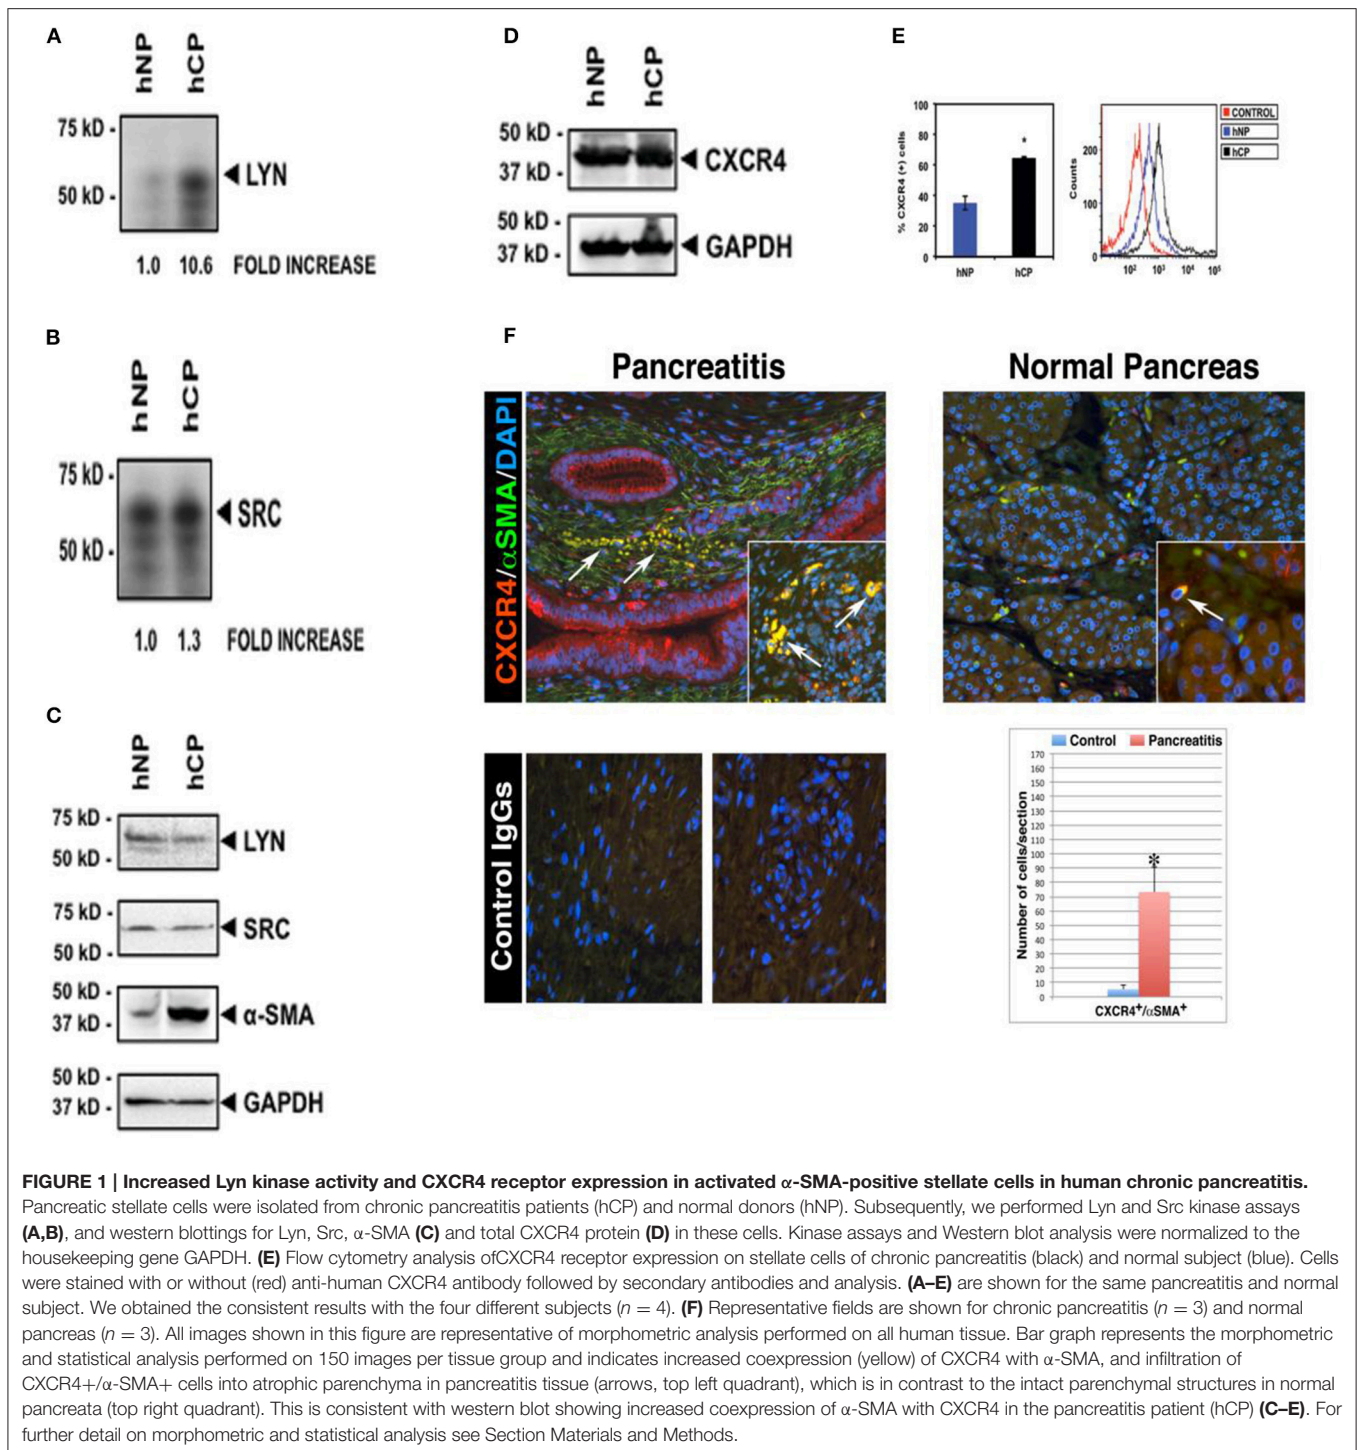 A
hNP
hCP
75 kD -
LYN
50 kD -
1.0 10.6 FOLD INCREASE
B
hNP
hCP
75 kD -
SRC
50 kD -
1.0 1.3 FOLD INCREASE
C
hNP
hCP
75 kD -
LYN
50 kD -
75 kD -
SRC
50 kD -
50 kD -
α-SMA
37 kD -
50 kD -
37 kD -
GAPDH
D
hNP
hCP
50 kD -
CXCR4
37 kD -
50 kD -
GAPDH
37 kD -
E
% CXCR4 (+) cells
100
80
60
40
20
0
*
hNP hCP
Counts
200
100
0
10² 10³ 10⁴ 10⁵
CONTROL
hNP
hCP
F
Pancreatitis
Normal Pancreas
CXCR4/αSMA/DAPI
Control IgGs
Control Pancreatitis
Number of cells/section
170
160
150
140
130
120
110
100
90
80
70
60
50
40
30
20
10
0
*
CXCR4⁺/αSMA⁺
FIGURE 1 | Increased Lyn kinase activity and CXCR4 receptor expression in activated α-SMA-positive stellate cells in human chronic pancreatitis.
Pancreatic stellate cells were isolated from chronic pancreatitis patients (hCP) and normal donors (hNP). Subsequently, we performed Lyn and Src kinase assays
(A,B), and western blottings for Lyn, Src, α-SMA (C) and total CXCR4 protein (D) in these cells. Kinase assays and Western blot analysis were normalized to the
housekeeping gene GAPDH. (E) Flow cytometry analysis ofCXCR4 receptor expression on stellate cells of chronic pancreatitis (black) and normal subject (blue). Cells
were stained with or without (red) anti-human CXCR4 antibody followed by secondary antibodies and analysis. (A–E) are shown for the same pancreatitis and normal
subject. We obtained the consistent results with the four different subjects (n = 4). (F) Representative fields are shown for chronic pancreatitis (n = 3) and normal
pancreas (n = 3). All images shown in this figure are representative of morphometric analysis performed on all human tissue. Bar graph represents the morphometric
and statistical analysis performed on 150 images per tissue group and indicates increased coexpression (yellow) of CXCR4 with α-SMA, and infiltration of
CXCR4+/α-SMA+ cells into atrophic parenchyma in pancreatitis tissue (arrows, top left quadrant), which is in contrast to the intact parenchymal structures in normal
pancreata (top right quadrant). This is consistent with western blot showing increased coexpression of α-SMA with CXCR4 in the pancreatitis patient (hCP) (C–E). For
further detail on morphometric and statistical analysis see Section Materials and Methods.